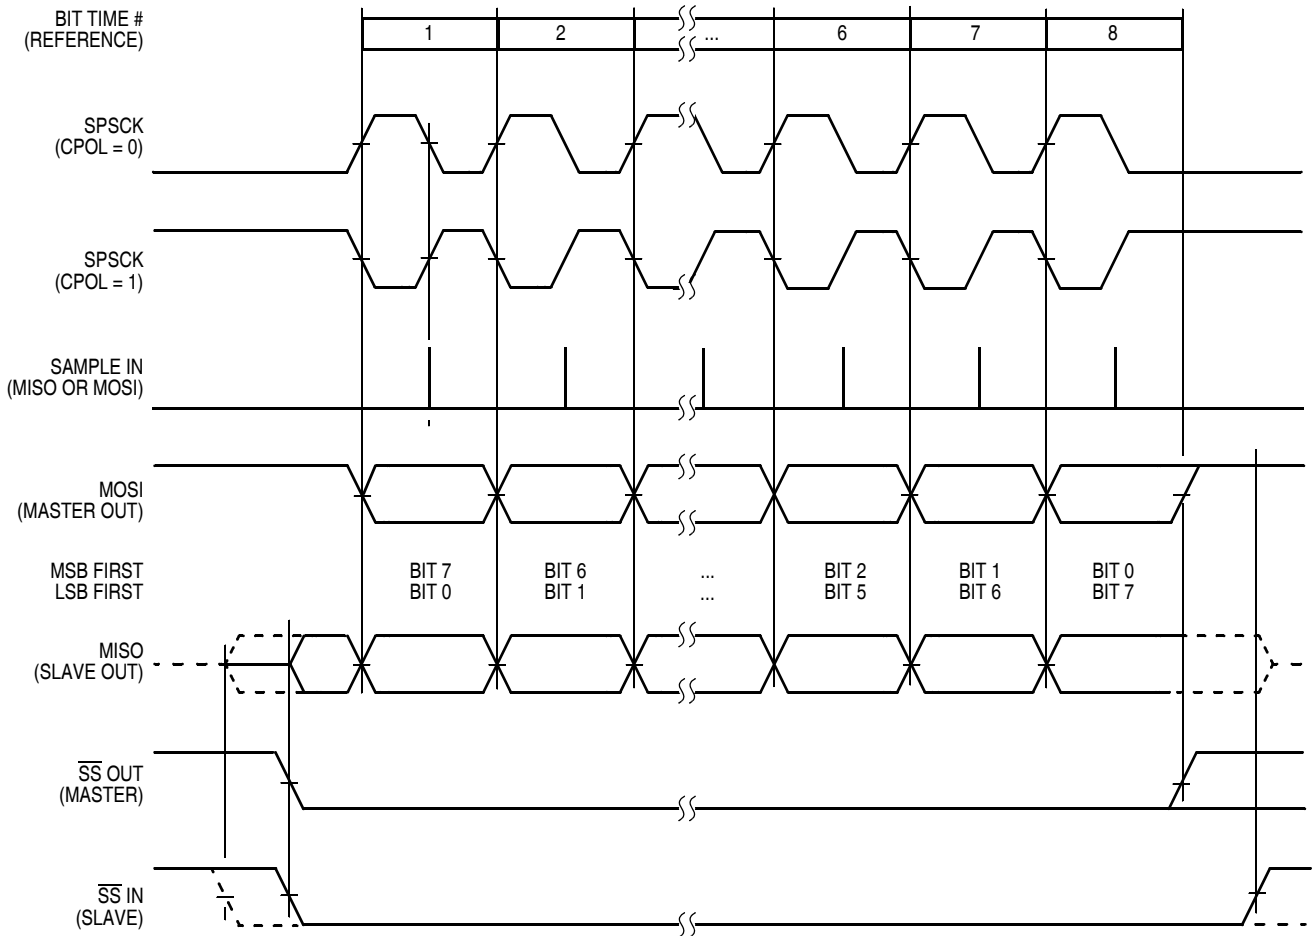 BIT TIME #
(REFERENCE)
1 2 ... 6 7 8
SPSCK
(CPOL = 0)
SPSCK
(CPOL = 1)
SAMPLE IN
(MISO OR MOSI)
MOSI
(MASTER OUT)
MSB FIRST BIT 7 BIT 6 ... BIT 2 BIT 1 BIT 0
LSB FIRST BIT 0 BIT 1 ... BIT 5 BIT 6 BIT 7
MISO
(SLAVE OUT)
S̅S̅ OUT
(MASTER)
S̅S̅ IN
(SLAVE)